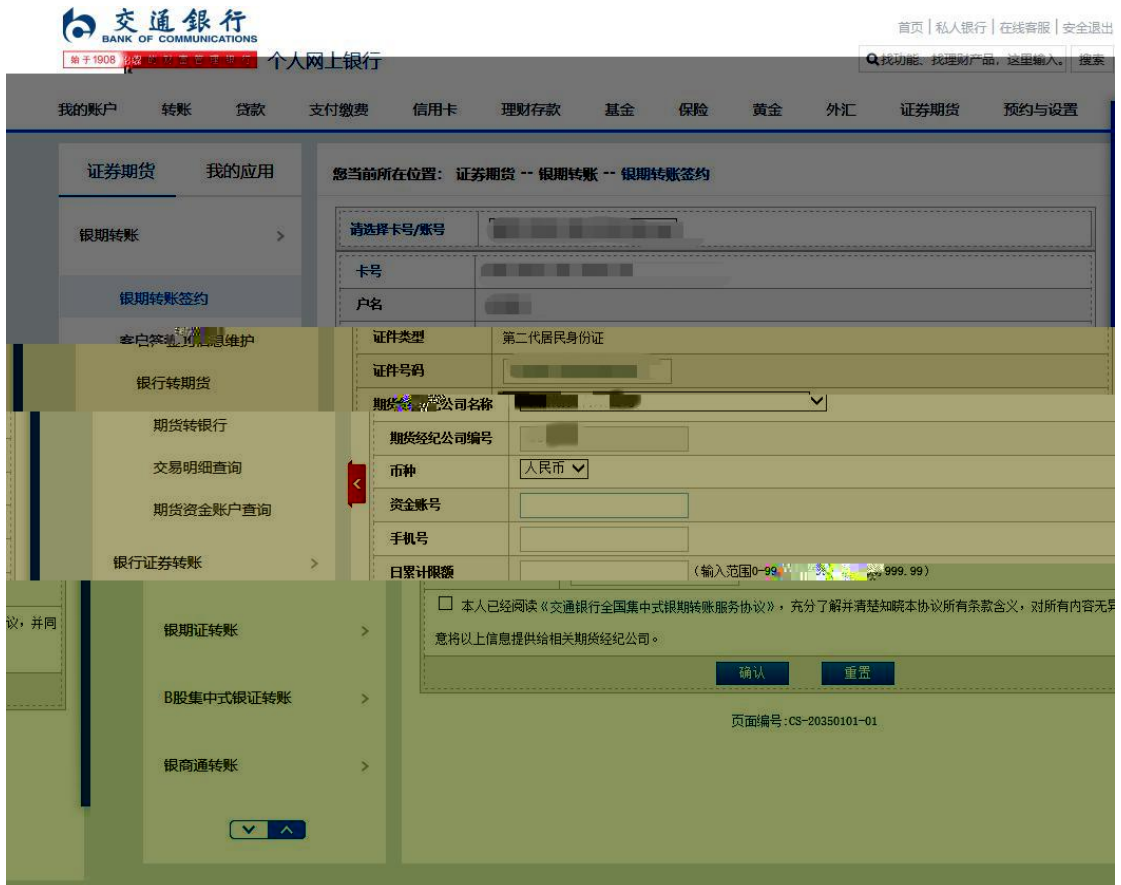 交通銀行
BANK OF COMMUNICATIONS
首页 | 私人银行 | 在线客服 | 安全退出
始于1908
个人网上银行
找功能、找理财产品，这里输入。 搜索
我的账户 转账 贷款 支付缴费 信用卡 理财存款 基金 保险 黄金 外汇 证券期货 预约与设置
证券期货 我的应用
您当前所在位置： 证券期货 -- 银期转账 -- 银期转账签约
银期转账 >
请选择卡号/账号
卡号
银期转账签约
户名
维护
证件类型 第二代居民身份证
证件号码
银行转期货
公司名称
期货转银行
期货经纪公司编号
交易明细查询
币种 人民币
资金账号
期货资金账户查询
手机号
银行证券转账 >
日累计限额 (输入范围0-99 999.99)
本人已经阅读《交通银行全国集中式银期转账服务协议》，充分了解并清楚知晓本协议所有条款含义，对所有内容无异
议，并同
意将以上信息提供给相关期货经纪公司。
银期证转账 >
确认 重置
B股集中式银证转账 >
页面编号:CS-20350101-01
银商通转账 >